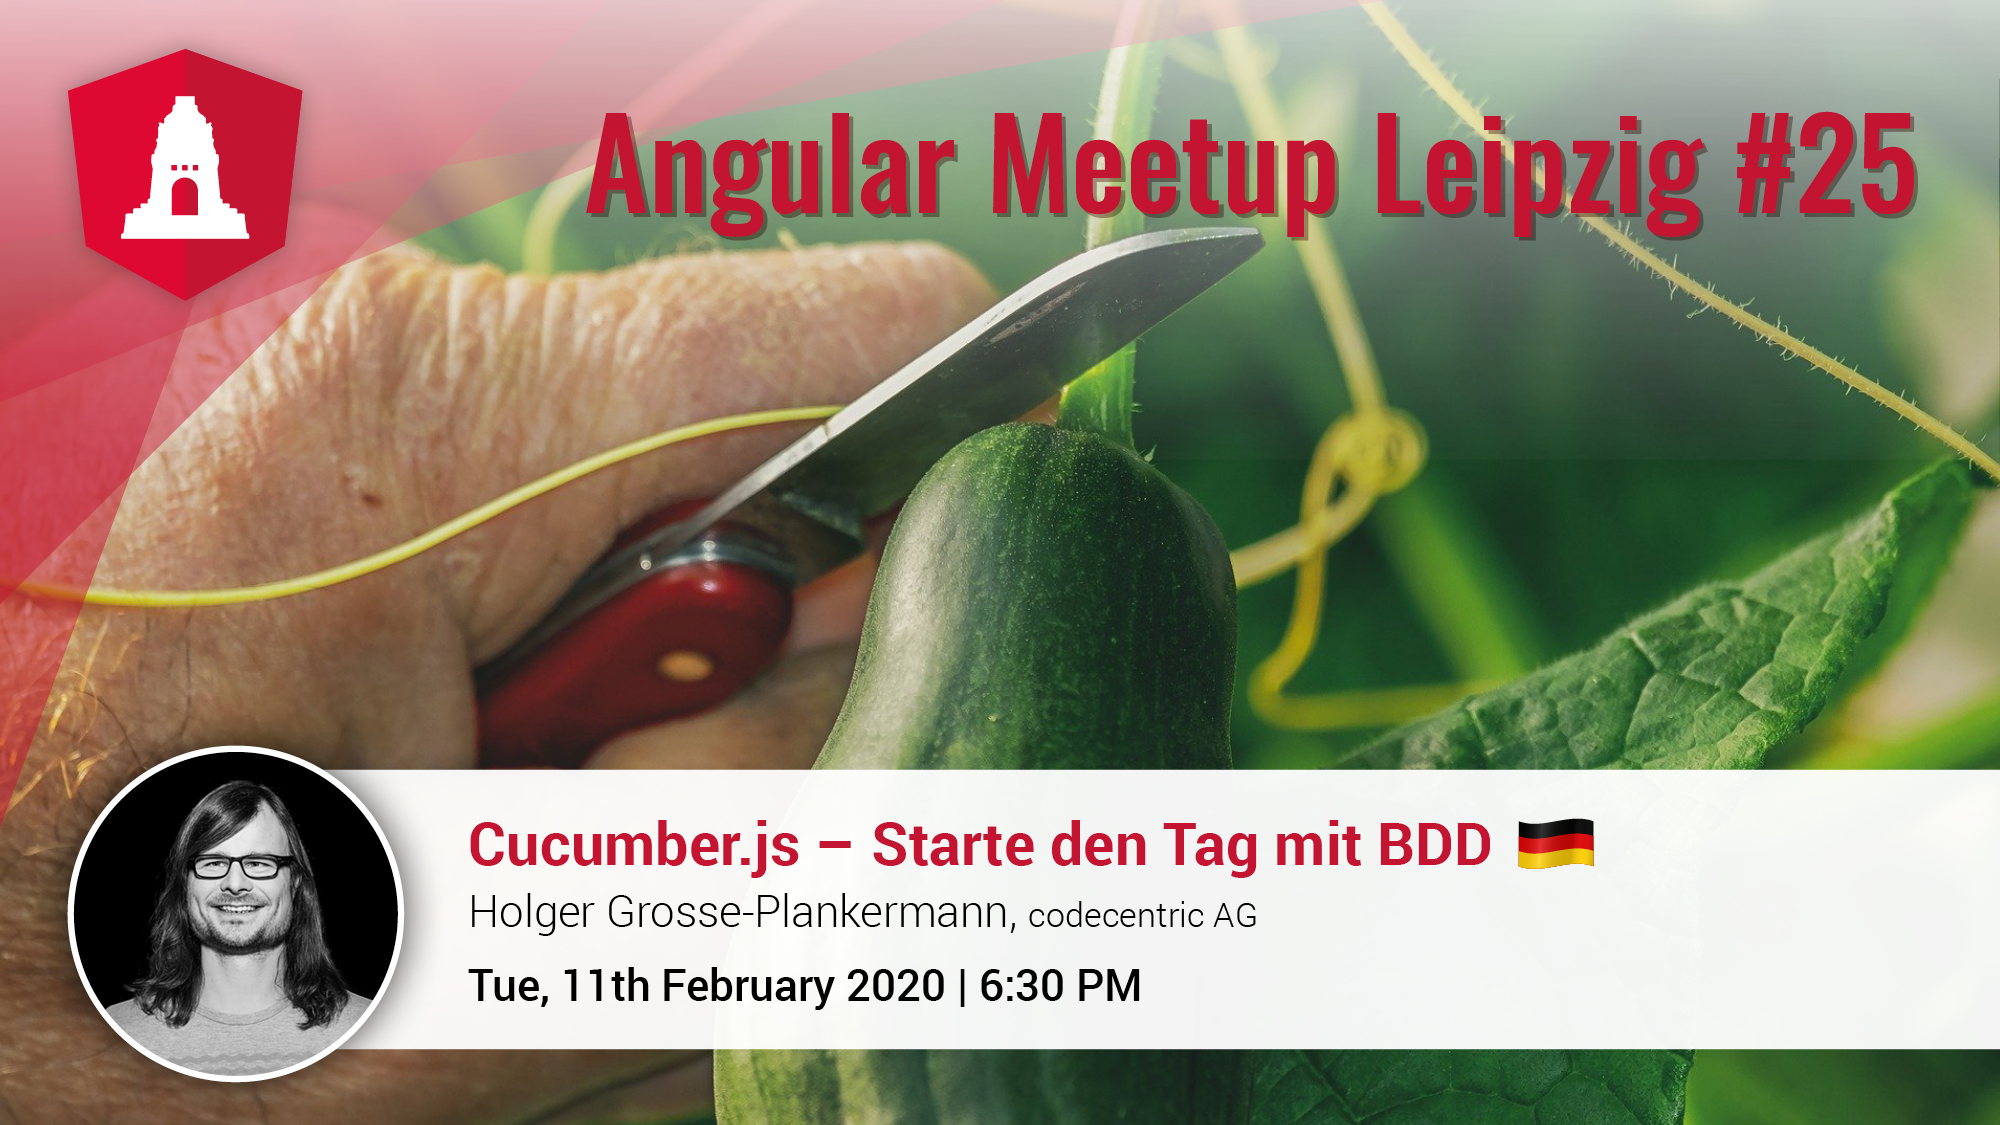 Angular Meetup Leipzig #25
Cucumber.js – Starte den Tag mit BDD 🇩🇪
Holger Grosse-Plankermann, codecentric AG
Tue, 11th February 2020 | 6:30 PM